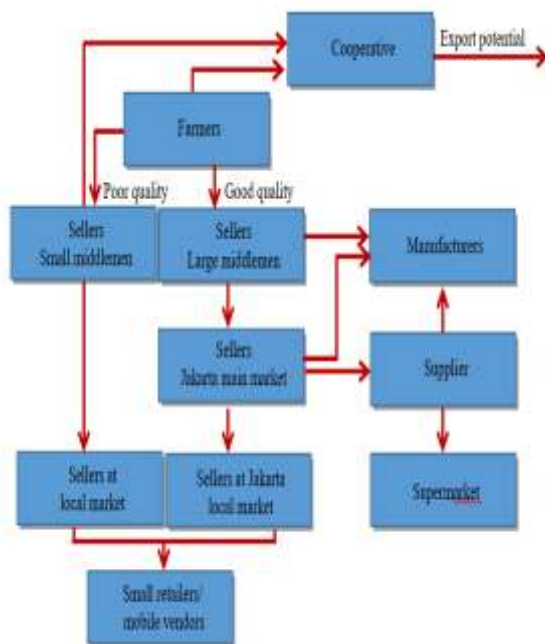 Cooperative
Export potential
Farmers
Poor quality
Good quality
Sellers
Small middlemen
Sellers
Large middlemen
Manufacturers
Sellers
Jakarta main market
Supplier
Sellers at
local market
Sellers at Jakarta
local market
Supermarket
Small retailers/
mobile vendors